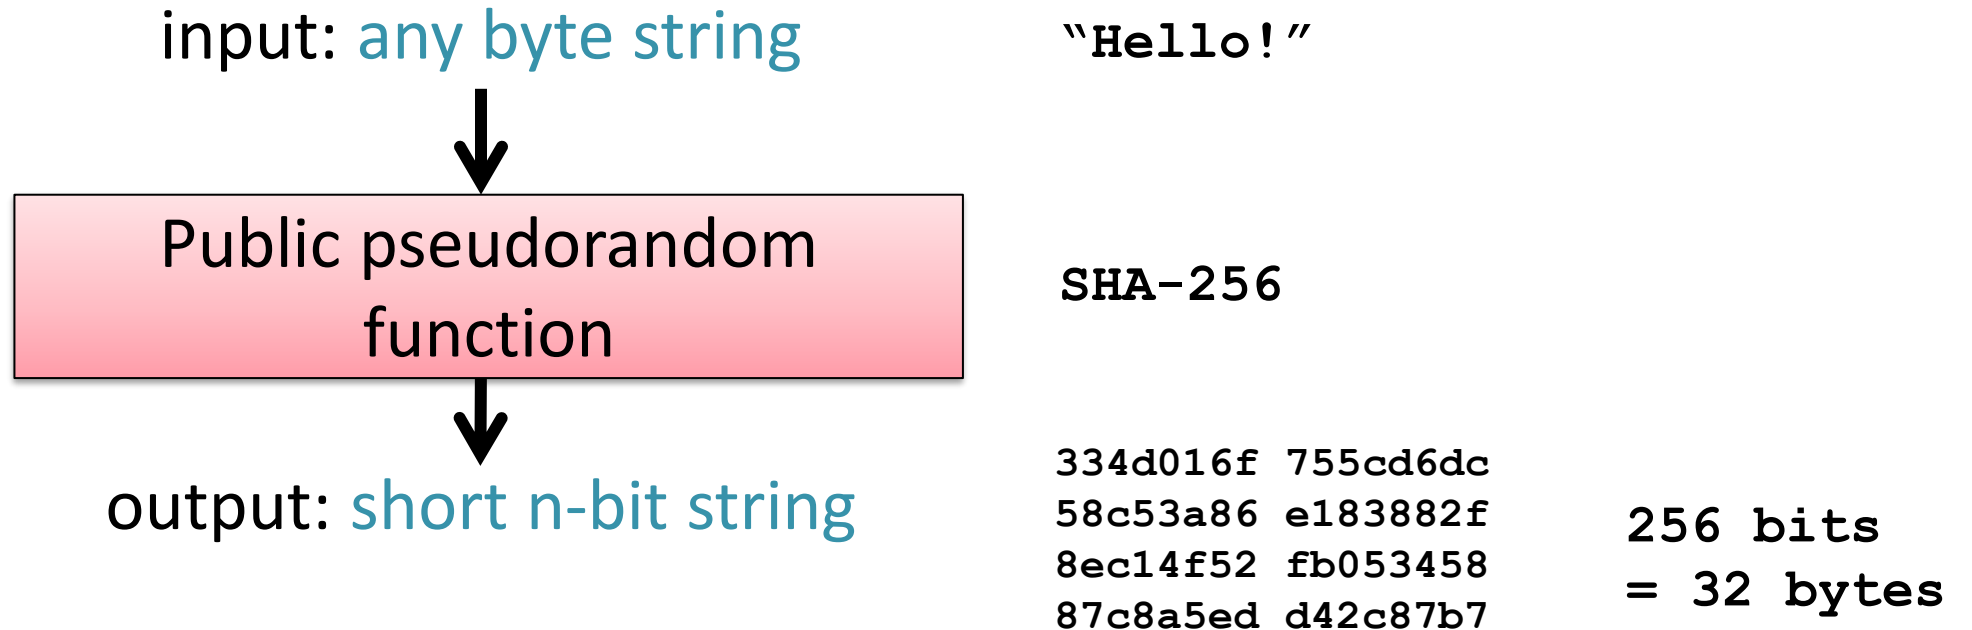 input: any byte string
“Hello!”
Public pseudorandom
function
SHA-256
output: short n-bit string
334d016f 755cd6dc
58c53a86 e183882f
8ec14f52 fb053458
87c8a5ed d42c87b7
256 bits
= 32 bytes